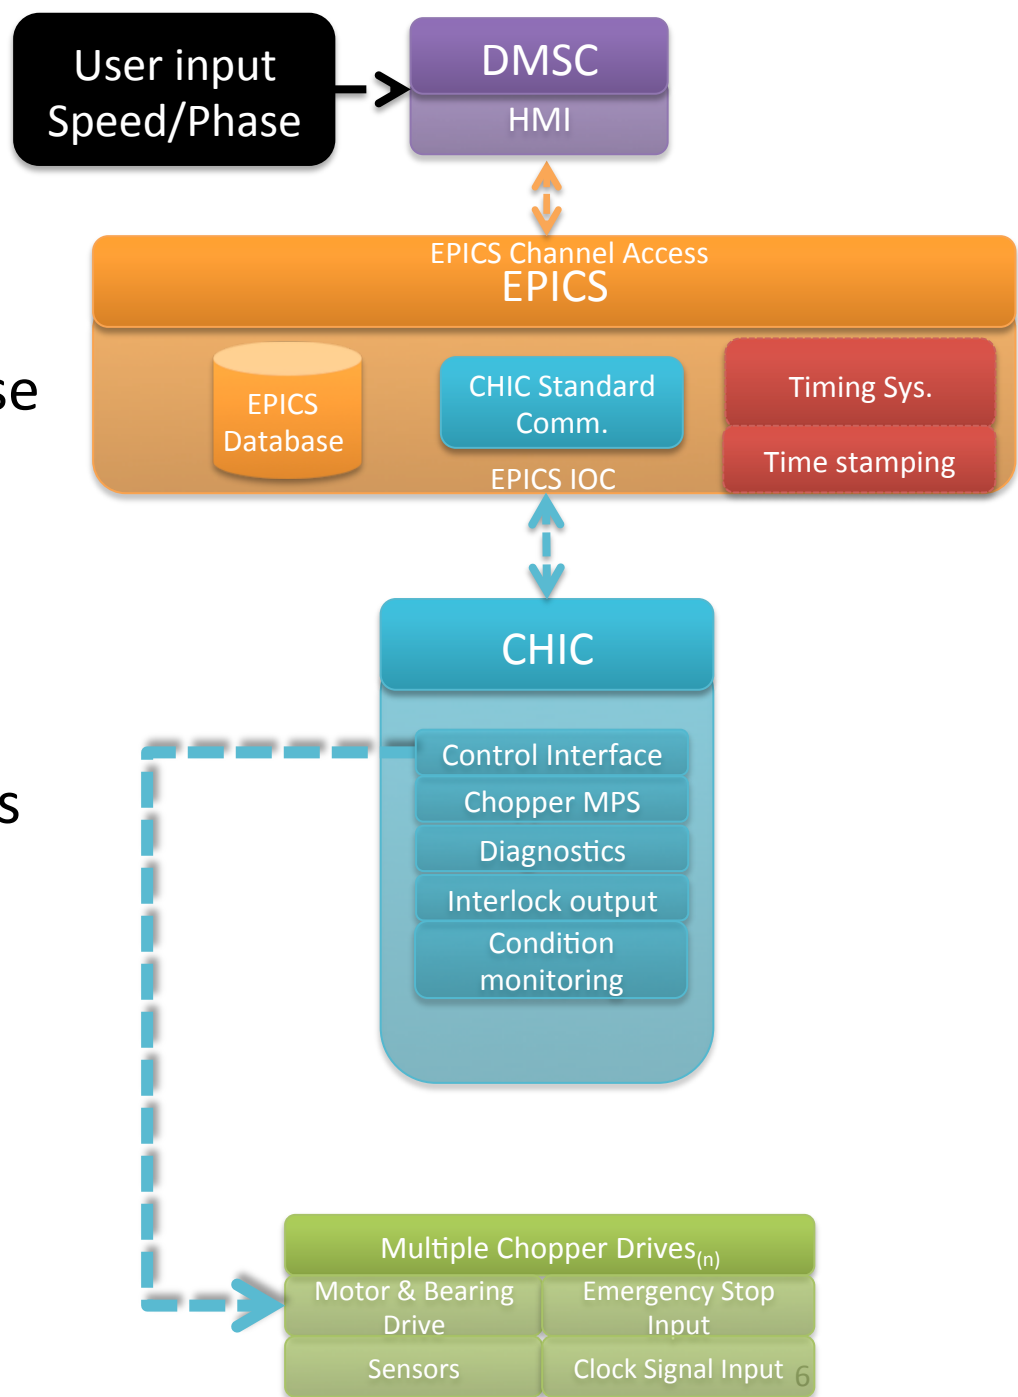 User input
Speed/Phase
DMSC
HMI
EPICS Channel Access
EPICS
se
EPICS
Database
CHIC Standard
Comm.
Timing Sys.
Time stamping
EPICS IOC
CHIC
Control Interface
s
Chopper MPS
Diagnostics
Interlock output
Condition
monitoring
Multiple Chopper Drives(n)
Motor & Bearing
Drive
Emergency Stop
Input
Sensors
Clock Signal Input
6